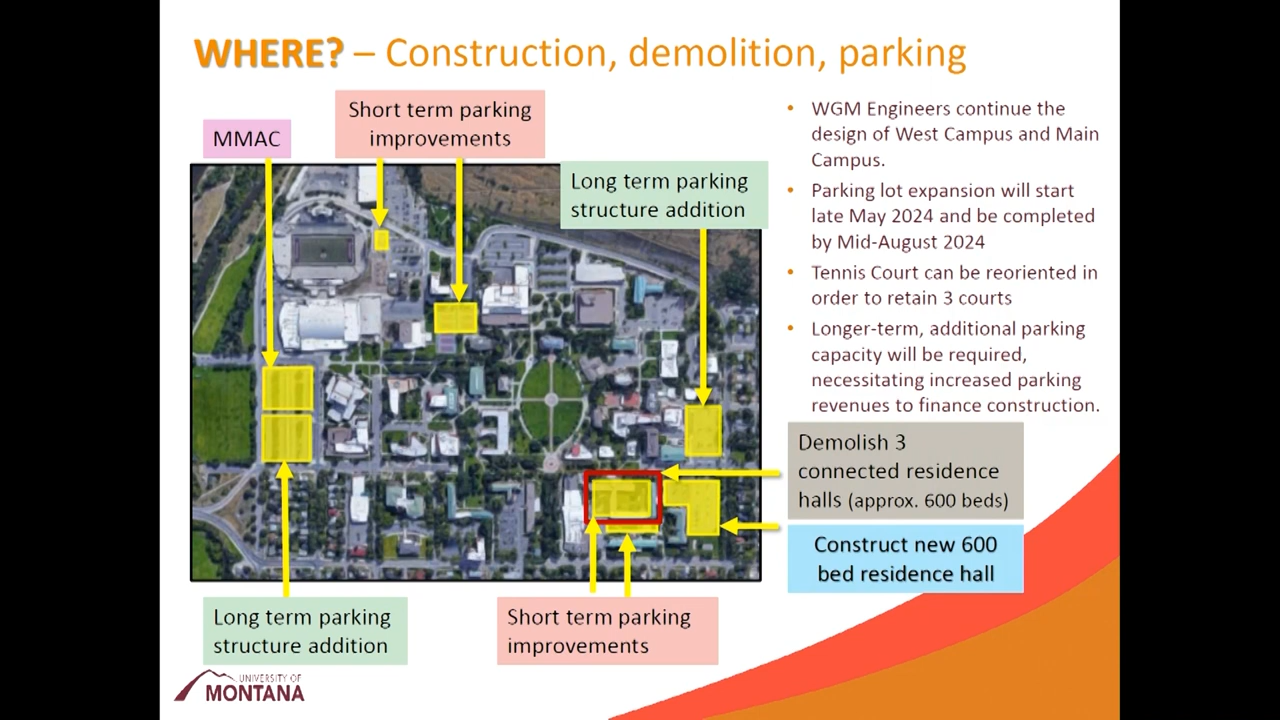 WHERE? – Construction, demolition, parking
MMAC
Short term parking
improvements
Long term parking
structure addition
• WGM Engineers continue the
design of West Campus and Main
Campus.
• Parking lot expansion will start
late May 2024 and be completed
by Mid-August 2024
• Tennis Court can be reoriented in
order to retain 3 courts
• Longer-term, additional parking
capacity will be required,
necessitating increased parking
revenues to finance construction.
Demolish 3
connected residence
halls (approx. 600 beds)
Construct new 600
bed residence hall
Long term parking
structure addition
Short term parking
improvements
UNIVERSITY OF
MONTANA